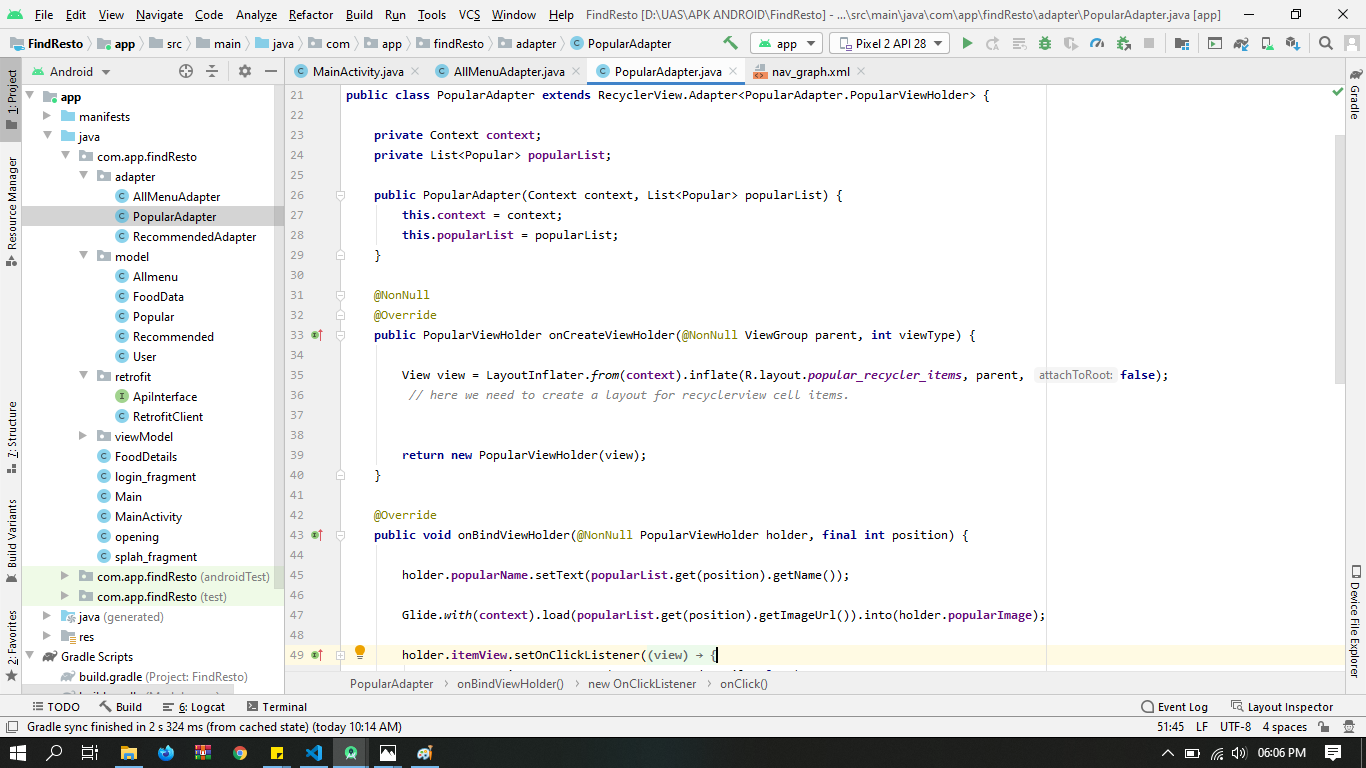 File Edit View Navigate Code Analyze Refactor Build Run Tools VCS Window Help FindResto [D:\UAS\APK ANDROID\FindResto] - ...\src\main\java\com\app\findResto\adapter\PopularAdapter.java [app]
FindResto app src main java com app findResto adapter PopularAdapter app Pixel 2 API 28
Android MainActivity.java AllMenuAdapter.java PopularAdapter.java nav_graph.xml
1: Project
Resource Manager
7: Structure
Build Variants
2: Favorites
app
manifests
java
com.app.findResto
adapter
AllMenuAdapter
PopularAdapter
RecommendedAdapter
model
Allmenu
FoodData
Popular
Recommended
User
retrofit
ApiInterface
RetrofitClient
viewModel
FoodDetails
login_fragment
Main
MainActivity
opening
splah_fragment
com.app.findResto (androidTest)
com.app.findResto (test)
java (generated)
res
Gradle Scripts
build.gradle (Project: FindResto)
21 public class PopularAdapter extends RecyclerView.Adapter<PopularAdapter.PopularViewHolder> {
22
23 private Context context;
24 private List<Popular> popularList;
25
26 public PopularAdapter(Context context, List<Popular> popularList) {
27 this.context = context;
28 this.popularList = popularList;
29 }
30
31 @NonNull
32 @Override
33 public PopularViewHolder onCreateViewHolder(@NonNull ViewGroup parent, int viewType) {
34
35 View view = LayoutInflater.from(context).inflate(R.layout.popular_recycler_items, parent, attachToRoot: false);
36 // here we need to create a layout for recyclerview cell items.
37
38
39 return new PopularViewHolder(view);
40 }
41
42 @Override
43 public void onBindViewHolder(@NonNull PopularViewHolder holder, final int position) {
44
45 holder.popularName.setText(popularList.get(position).getName());
46
47 Glide.with(context).load(popularList.get(position).getImageUrl()).into(holder.popularImage);
48
49 holder.itemView.setOnClickListener((view) → {
PopularAdapter onBindViewHolder() new OnClickListener onClick()
Gradle
Device File Explorer
TODO Build 6: Logcat Terminal Event Log Layout Inspector
Gradle sync finished in 2 s 324 ms (from cached state) (today 10:14 AM) 51:45 LF UTF-8 4 spaces
06:06 PM